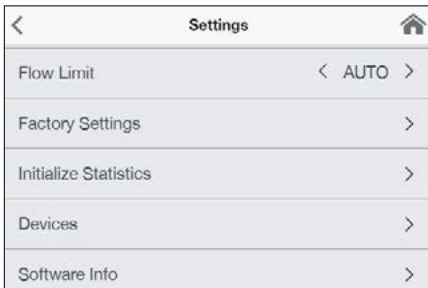 Settings
Flow Limit < AUTO >
Factory Settings >
Initialize Statistics >
Devices >
Software Info >